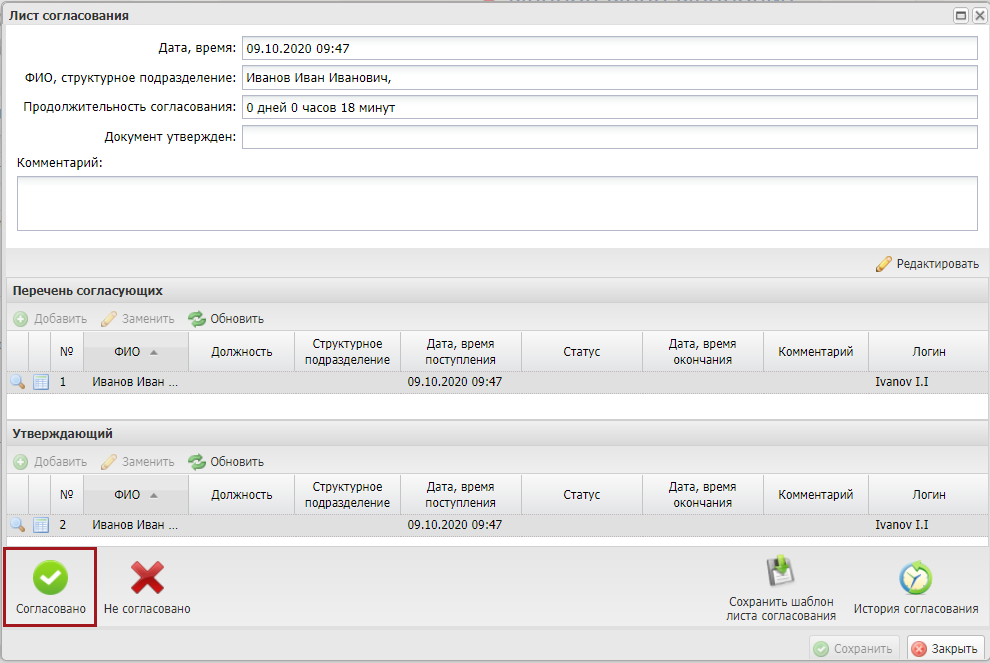 Лист согласования
Дата, время: 09.10.2020 09:47
ФИО, структурное подразделение: Иванов Иван Иванович,
Продолжительность согласования: 0 дней 0 часов 18 минут
Документ утвержден:
Комментарий:
Редактировать
Перечень согласующих
Добавить Заменить Обновить
№ ФИО Должность Структурное подразделение Дата, время поступления Статус Дата, время окончания Комментарий Логин
1 Иванов Иван ... 09.10.2020 09:47 Ivanov I.I
Утверждающий
Добавить Заменить Обновить
№ ФИО Должность Структурное подразделение Дата, время поступления Статус Дата, время окончания Комментарий Логин
2 Иванов Иван ... 09.10.2020 09:47 Ivanov I.I
Согласовано Не согласовано Сохранить шаблон листа согласования История согласования
Сохранить Закрыть